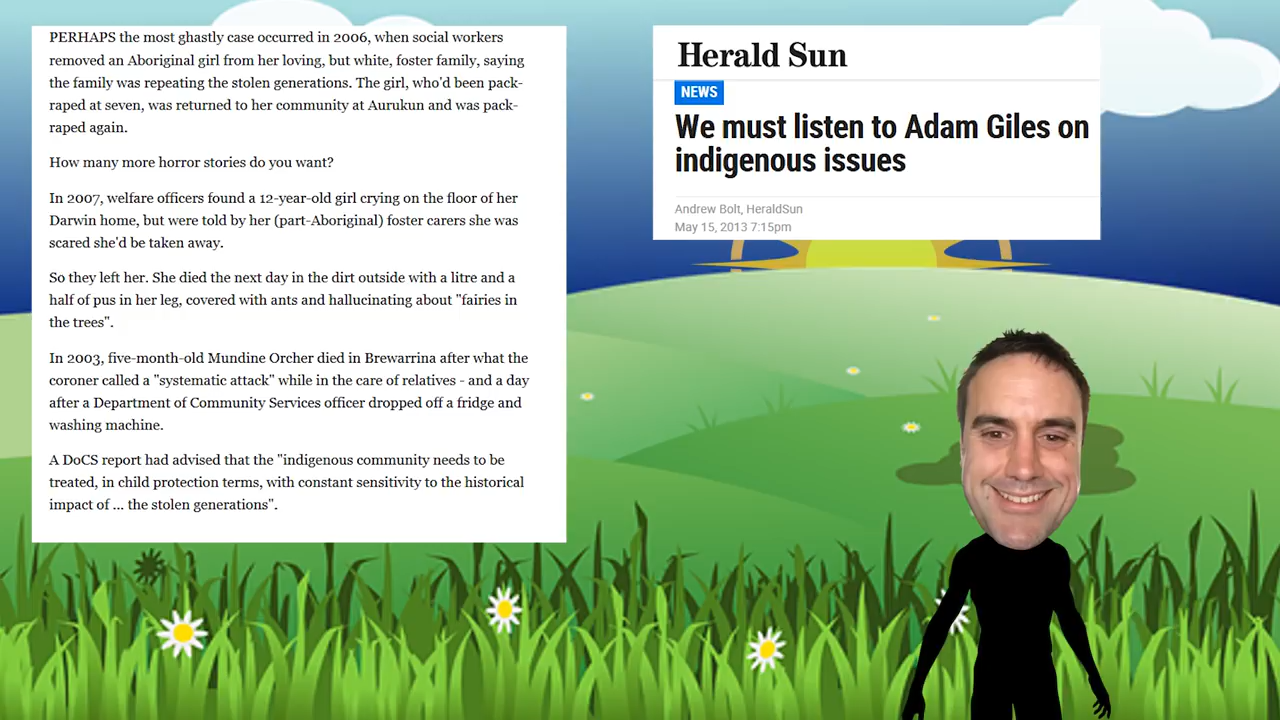 PERHAPS the most ghastly case occurred in 2006, when social workers
removed an Aboriginal girl from her loving, but white, foster family, saying
the family was repeating the stolen generations. The girl, who'd been pack-
raped at seven, was returned to her community at Aurukun and was pack-
raped again.
How many more horror stories do you want?
In 2007, welfare officers found a 12-year-old girl crying on the floor of her
Darwin home, but were told by her (part-Aboriginal) foster carers she was
scared she'd be taken away.
So they left her. She died the next day in the dirt outside with a litre and a
half of pus in her leg, covered with ants and hallucinating about "fairies in
the trees".
In 2003, five-month-old Mundine Orcher died in Brewarrina after what the
coroner called a "systematic attack" while in the care of relatives - and a day
after a Department of Community Services officer dropped off a fridge and
washing machine.
A DoCS report had advised that the "indigenous community needs to be
treated, in child protection terms, with constant sensitivity to the historical
impact of ... the stolen generations".
Herald Sun
NEWS
We must listen to Adam Giles on
indigenous issues
Andrew Bolt, HeraldSun
May 15, 2013 7:15pm